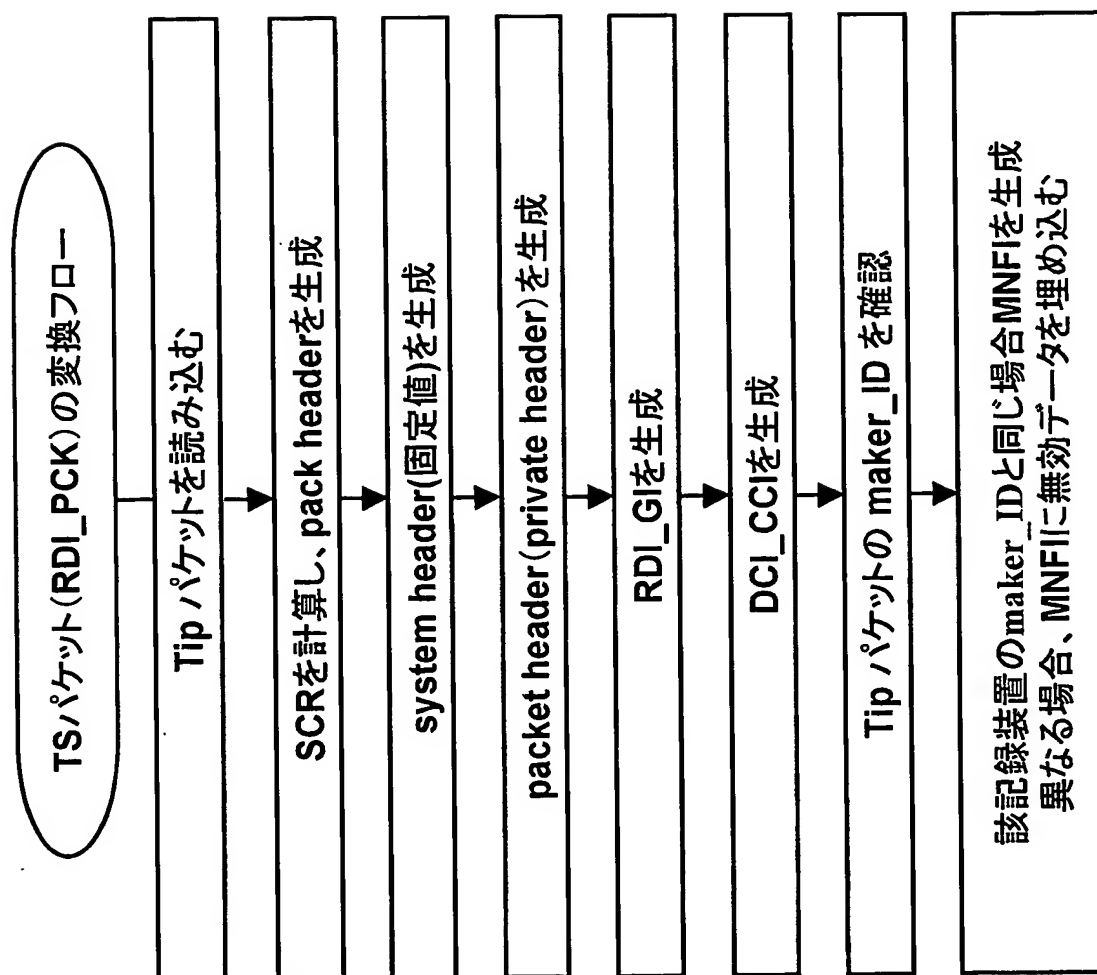 TSパケット(RDI_PCK)の変換フロー
Tip パケットを読み込む
SCRを計算し、pack headerを生成
system header(固定値)を生成
packet header(private header)を生成
RDI_GIを生成
DCI_CCIを生成
Tip パケットの maker_ID を確認
該記録装置のmaker_IDと同じ場合MNFIを生成
異なる場合、MNFIに無効データを埋め込む